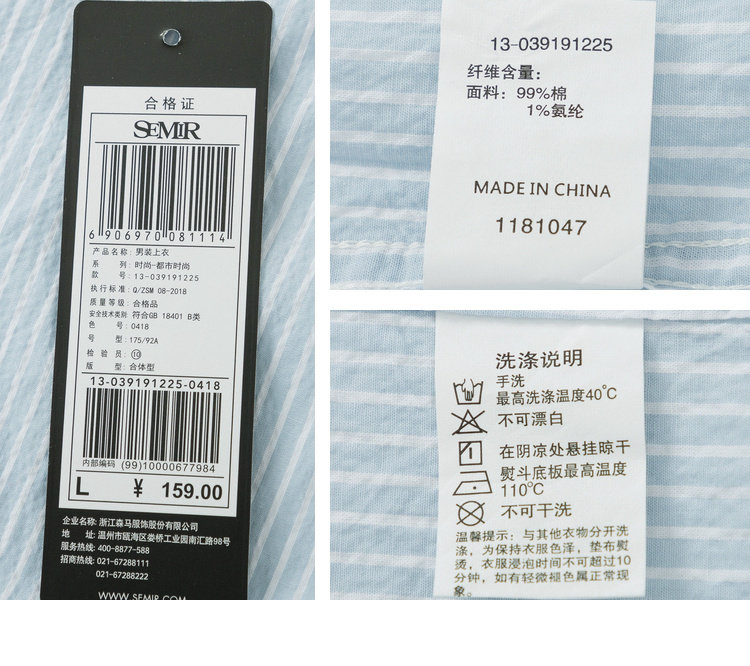 合格证
SEMIR
6 906970 081114
产品名称: 男装上衣
系 列: 时尚-都市时尚
款 号: 13-039191225
执行标准: Q/ZSM 08-2018
质量等级: 合格品
安全技术类别: 符合GB 18401 B类
色 号: 0418
号 型: 175/92A
检 验 员: ⑩
版 型: 合体型
13-039191225-0418
内部编码 (99)10000677984
L ¥ 159.00
企业名称: 浙江森马服饰股份有限公司
地 址: 温州市瓯海区娄桥工业园南汇路98号
服务热线: 400-8877-588
招商热线: 021-67288111
021-67288222
WWW.SEMIR.COM
13-039191225
纤维含量:
面料: 99%棉
1%氨纶
MADE IN CHINA
1181047
洗涤说明
手洗
最高洗涤温度40℃
不可漂白
在阴凉处悬挂晾干
熨斗底板最高温度
110℃
不可干洗
温馨提示: 与其他衣物分开洗
涤, 为保持衣服色泽, 垫布熨
烫, 衣服浸泡时间不可超过10
分钟, 如有轻微褪色属正常现
象。